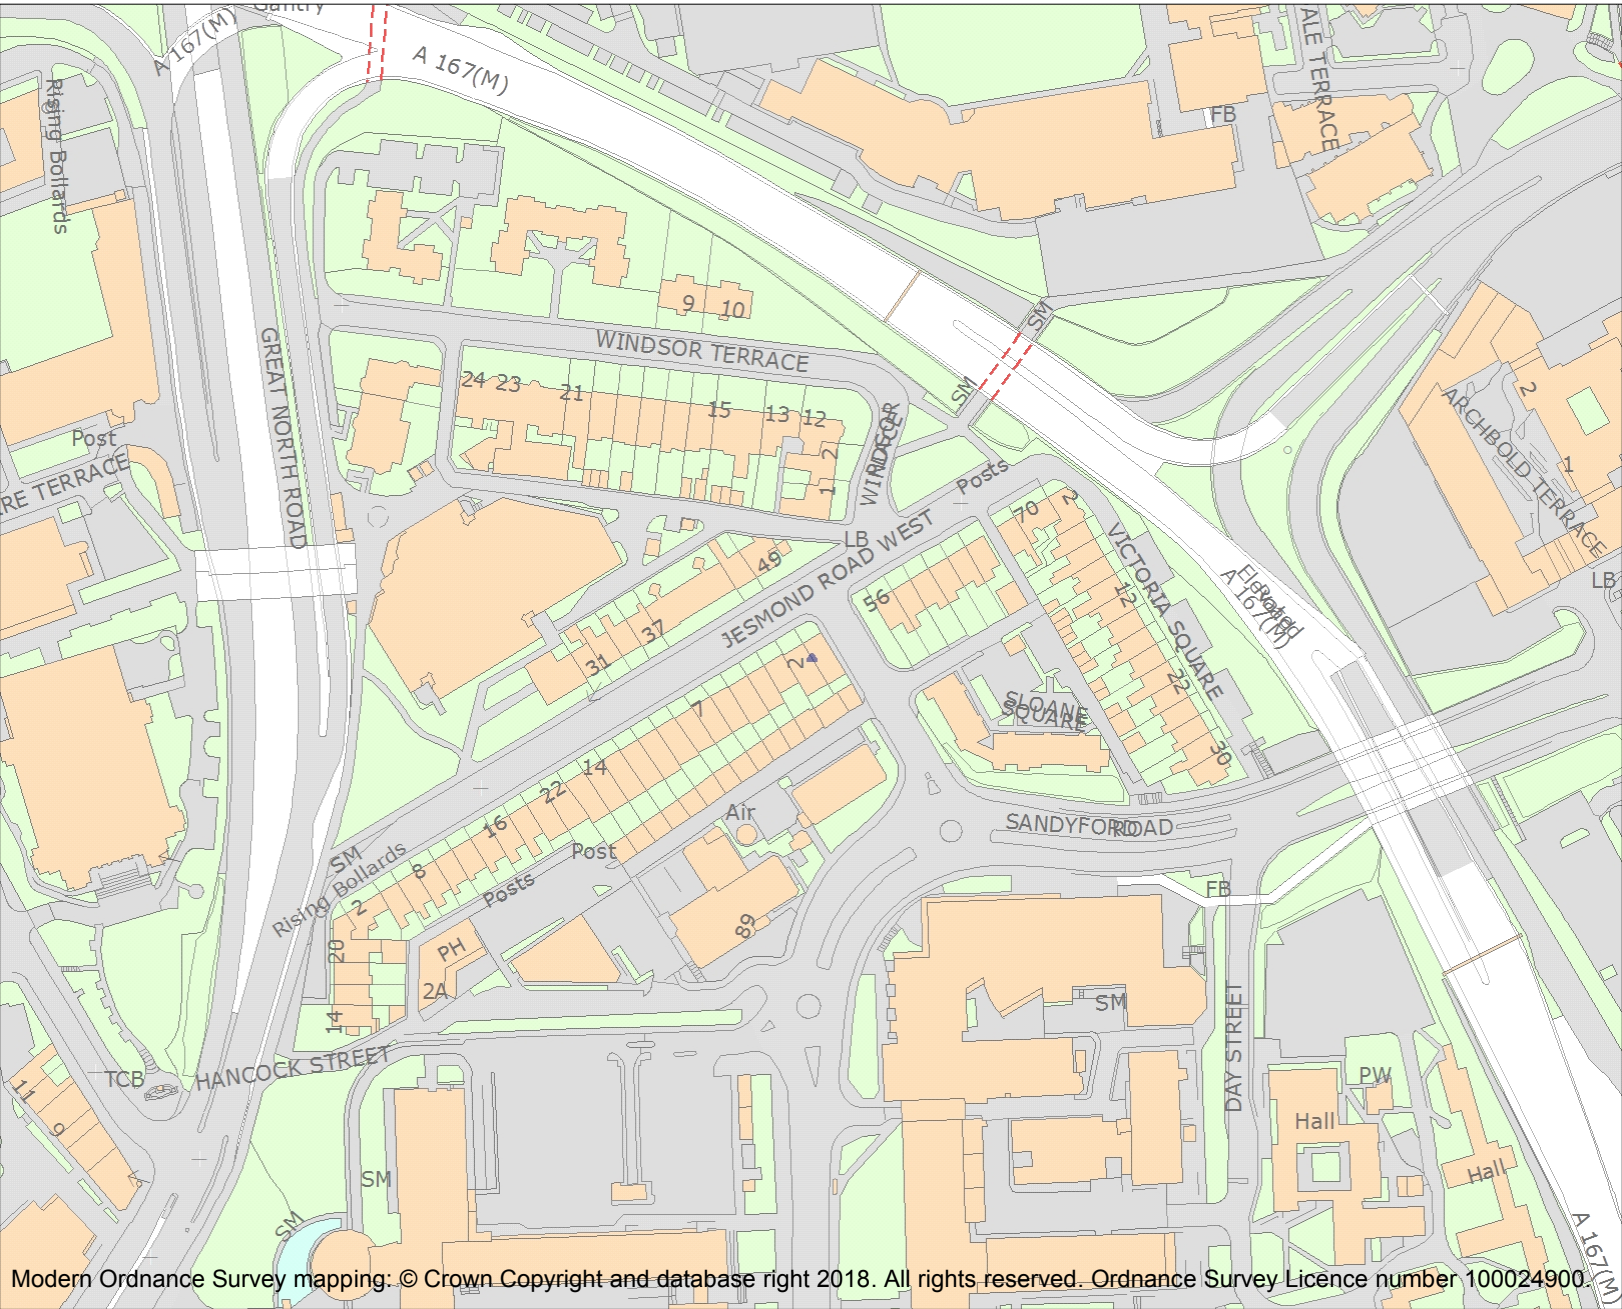 Gantry
A 167(M)
A 167(M)
Rising Bollards
ALE TERRACE
FB
SM
9
10
WINDSOR TERRACE
GREAT NORTH ROAD
24
23
21
15
13
12
2
1
SM
WINDSOR
TERRACE
Post
RE TERRACE
Posts
ARCHBOLD TERRACE
2
1
LB
70
2
LB
49
JESMOND ROAD WEST
VICTORIA SQUARE
12
22
30
A 167(M)
Elevated
Road
56
37
31
2
SLOANE
SQUARE
7
14
22
16
8
2
Air
Post
Posts
SM
Rising Bollards
SANDYFORD
ROAD
FB
89
PH
2A
20
14
SM
DAY STREET
HANCOCK STREET
TCB
11
9
PW
Hall
Hall
SM
SM
A 167(M)
Modern Ordnance Survey mapping: © Crown Copyright and database right 2018. All rights reserved. Ordnance Survey Licence number 100024900.